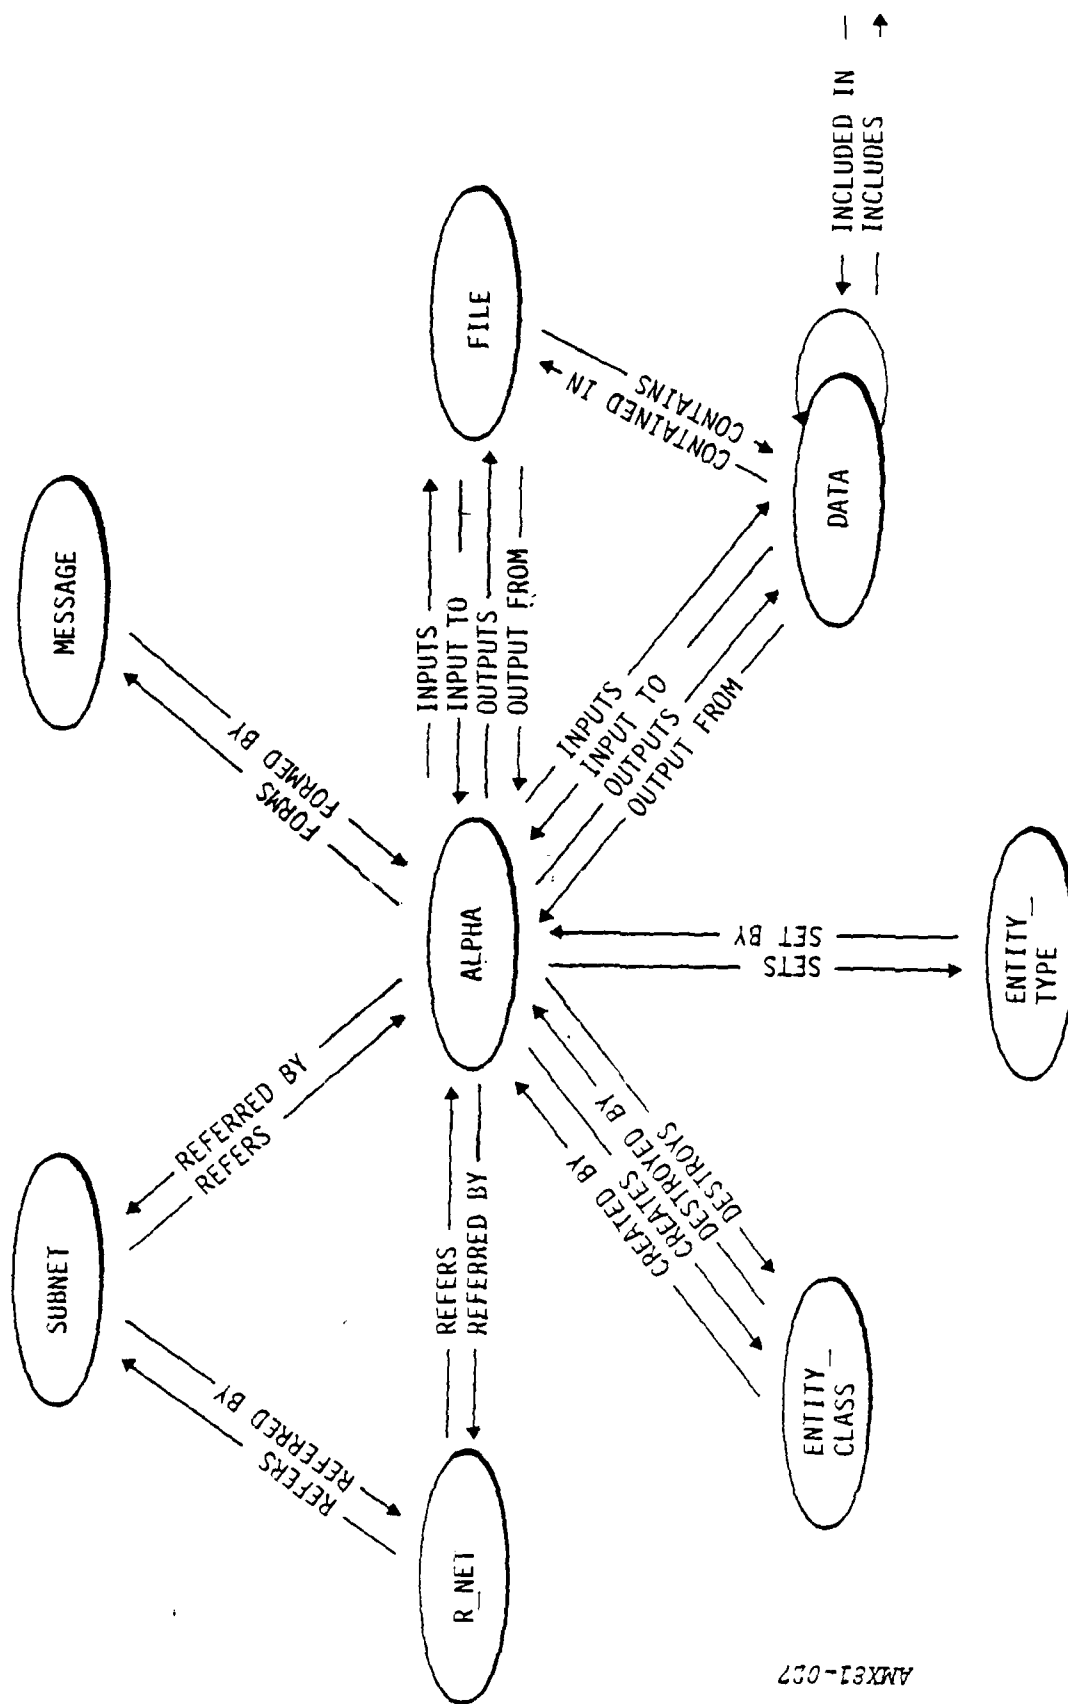 SUBNET
MESSAGE
REFERS
REFERRED BY
REFERRED BY
REFERS
FORMS
FORMED BY
R_NET
REFERS
REFERRED BY
ALPHA
INPUTS
INPUT TO
OUTPUTS
OUTPUT FROM
FILE
CREATED BY
CREATES
DESTROYED BY
DESTROYS
SETS
SET BY
INPUTS
INPUT TO
OUTPUTS
OUTPUT FROM
CONTAINED IN
CONTAINS
ENTITY_
CLASS
ENTITY_
TYPE
DATA
INCLUDED IN
INCLUDES